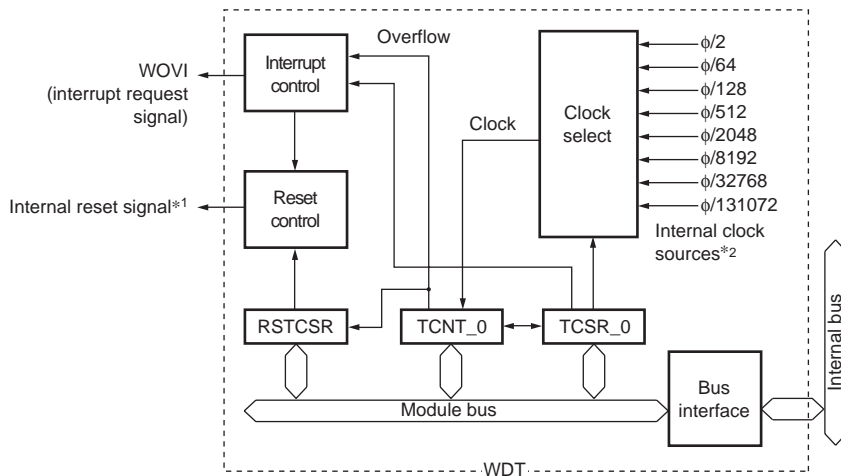 Overflow
WOVI
(interrupt request
signal)
Interrupt
control
Clock
Clock
select
ϕ/2
ϕ/64
ϕ/128
ϕ/512
ϕ/2048
ϕ/8192
ϕ/32768
ϕ/131072
Internal clock
sources*2
Internal reset signal*1
Reset
control
RSTCSR
TCNT_0
TCSR_0
Module bus
Bus
interface
Internal bus
WDT